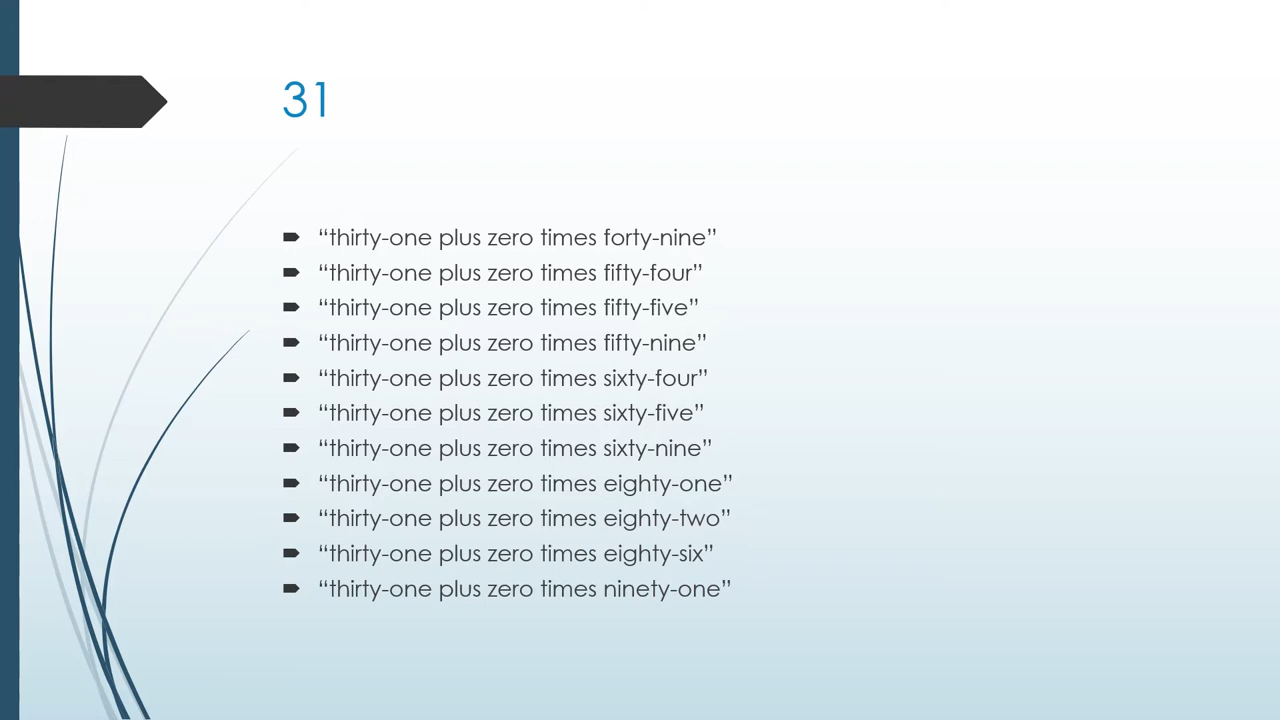 31
“thirty-one plus zero times forty-nine”
“thirty-one plus zero times fifty-four”
“thirty-one plus zero times fifty-five”
“thirty-one plus zero times fifty-nine”
“thirty-one plus zero times sixty-four”
“thirty-one plus zero times sixty-five”
“thirty-one plus zero times sixty-nine”
“thirty-one plus zero times eighty-one”
“thirty-one plus zero times eighty-two”
“thirty-one plus zero times eighty-six”
“thirty-one plus zero times ninety-one”